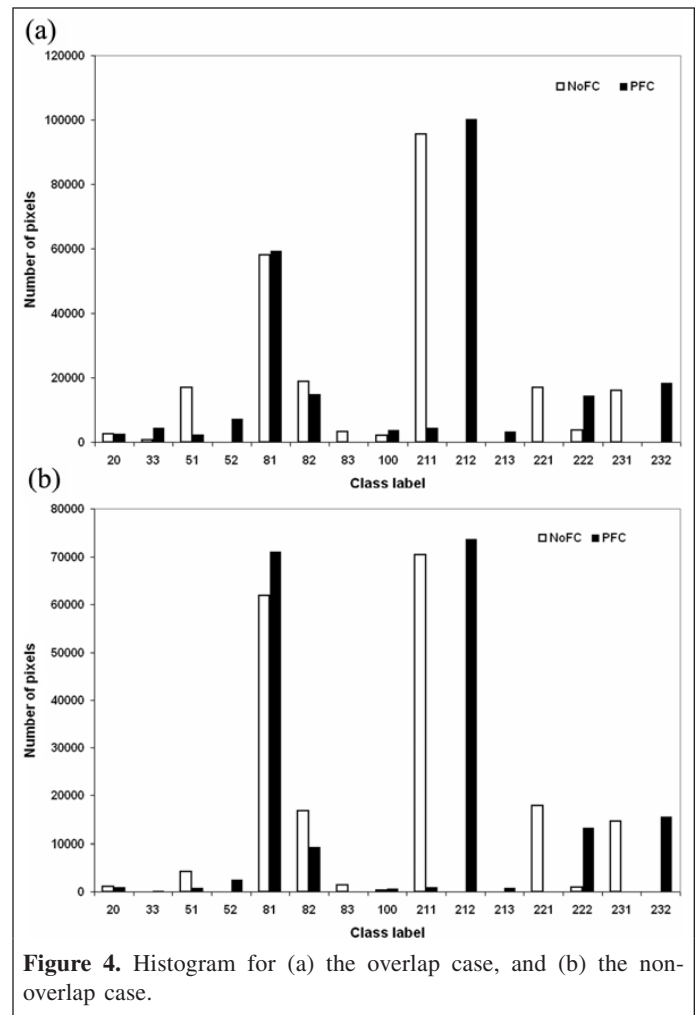 (a)
120000
NoFC PFC
100000
80000
60000
40000
20000
0
Number of pixels
20 33 51 52 81 82 83 100 211 212 213 221 222 231 232
Class label
(b)
80000
NoFC PFC
70000
60000
50000
40000
30000
20000
10000
0
Number of pixels
20 33 51 52 81 82 83 100 211 212 213 221 222 231 232
Class label
Figure 4. Histogram for (a) the overlap case, and (b) the non-
overlap case.